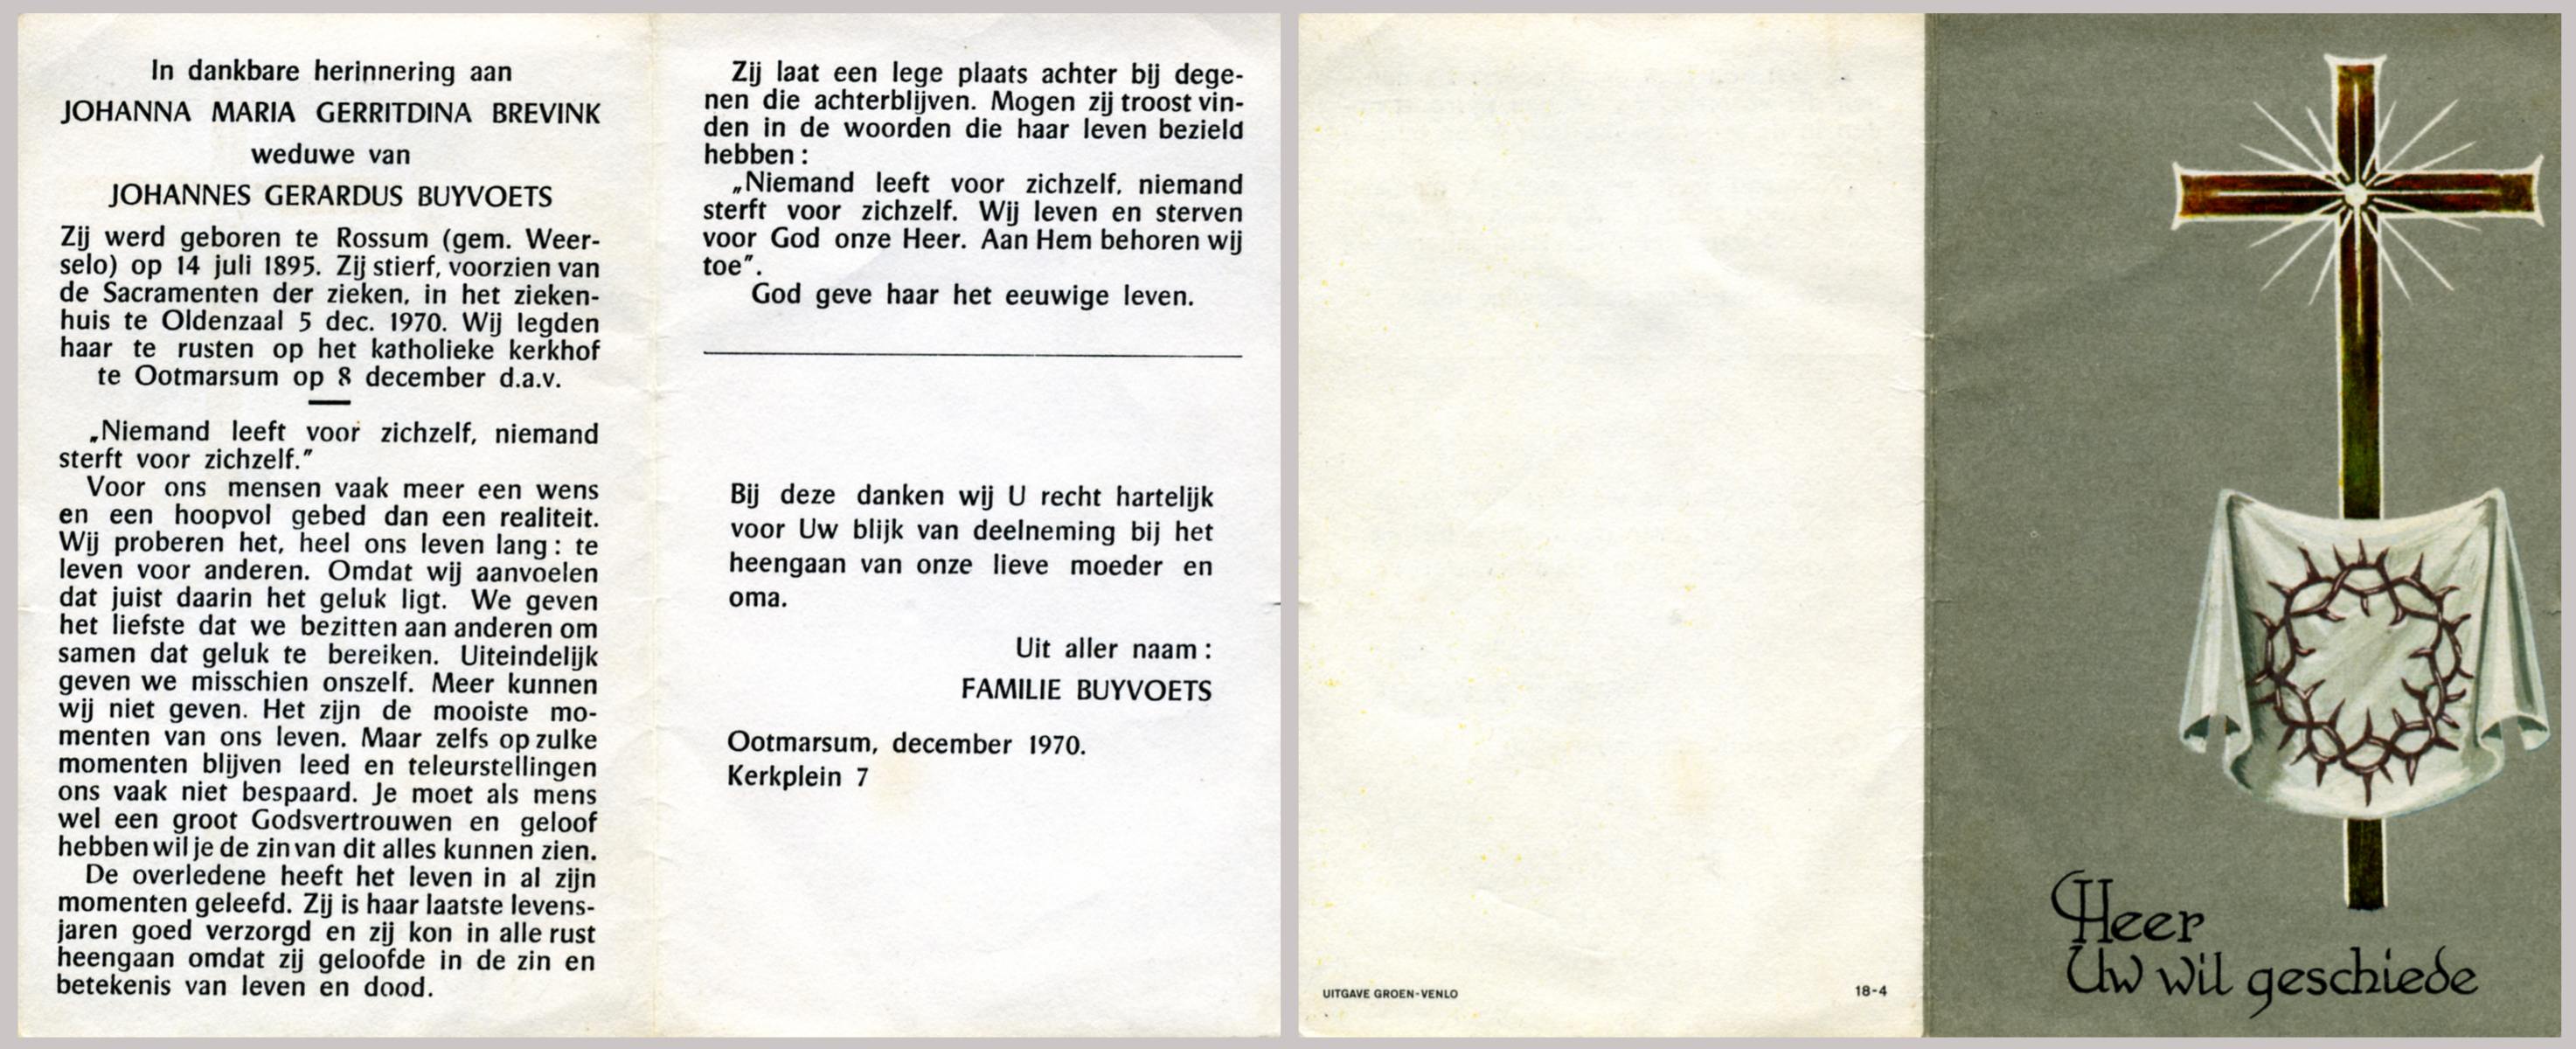 In dankbare herinnering aan
JOHANNA MARIA GERRITDINA BREVINK
weduwe van
JOHANNES GERARDUS BUYVOETS
Zij werd geboren te Rossum (gem. Weer-
selo) op 14 juli 1895. Zij stierf, voorzien van
de Sacramenten der zieken, in het zieken-
huis te Oldenzaal 5 dec. 1970. Wij legden
haar te rusten op het katholieke kerkhof
te Ootmarsum op 8 december d.a.v.
„Niemand leeft voor zichzelf, niemand
sterft voor zichzelf.”
Voor ons mensen vaak meer een wens
en een hoopvol gebed dan een realiteit.
Wij proberen het, heel ons leven lang : te
leven voor anderen. Omdat wij aanvoelen
dat juist daarin het geluk ligt. We geven
het liefste dat we bezitten aan anderen om
samen dat geluk te bereiken. Uiteindelijk
geven we misschien onszelf. Meer kunnen
wij niet geven. Het zijn de mooiste mo-
menten van ons leven. Maar zelfs op zulke
momenten blijven leed en teleurstellingen
ons vaak niet bespaard. Je moet als mens
wel een groot Godsvertrouwen en geloof
hebben wil je de zin van dit alles kunnen zien.
De overledene heeft het leven in al zijn
momenten geleefd. Zij is haar laatste levens-
jaren goed verzorgd en zij kon in alle rust
heengaan omdat zij geloofde in de zin en
betekenis van leven en dood.
Zij laat een lege plaats achter bij dege-
nen die achterblijven. Mogen zij troost vin-
den in de woorden die haar leven bezield
hebben :
„Niemand leeft voor zichzelf, niemand
sterft voor zichzelf. Wij leven en sterven
voor God onze Heer. Aan Hem behoren wij
toe”.
God geve haar het eeuwige leven.
Bij deze danken wij U recht hartelijk
voor Uw blijk van deelneming bij het
heengaan van onze lieve moeder en
oma.
Uit aller naam :
FAMILIE BUYVOETS
Ootmarsum, december 1970.
Kerkplein 7
UITGAVE GROEN-VENLO
18-4
Heer
Uw wil geschiede